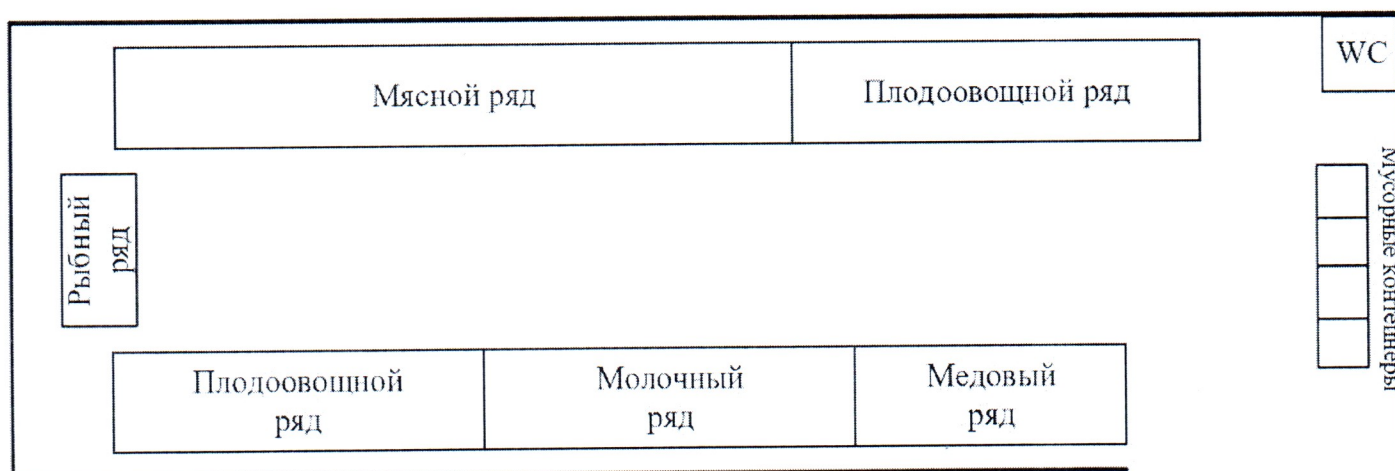 Мясной ряд
Плодоовощной ряд
WC
Мусорные контейнеры
Рыбный
ряд
Плодоовощной
ряд
Молочный
ряд
Медовый
ряд